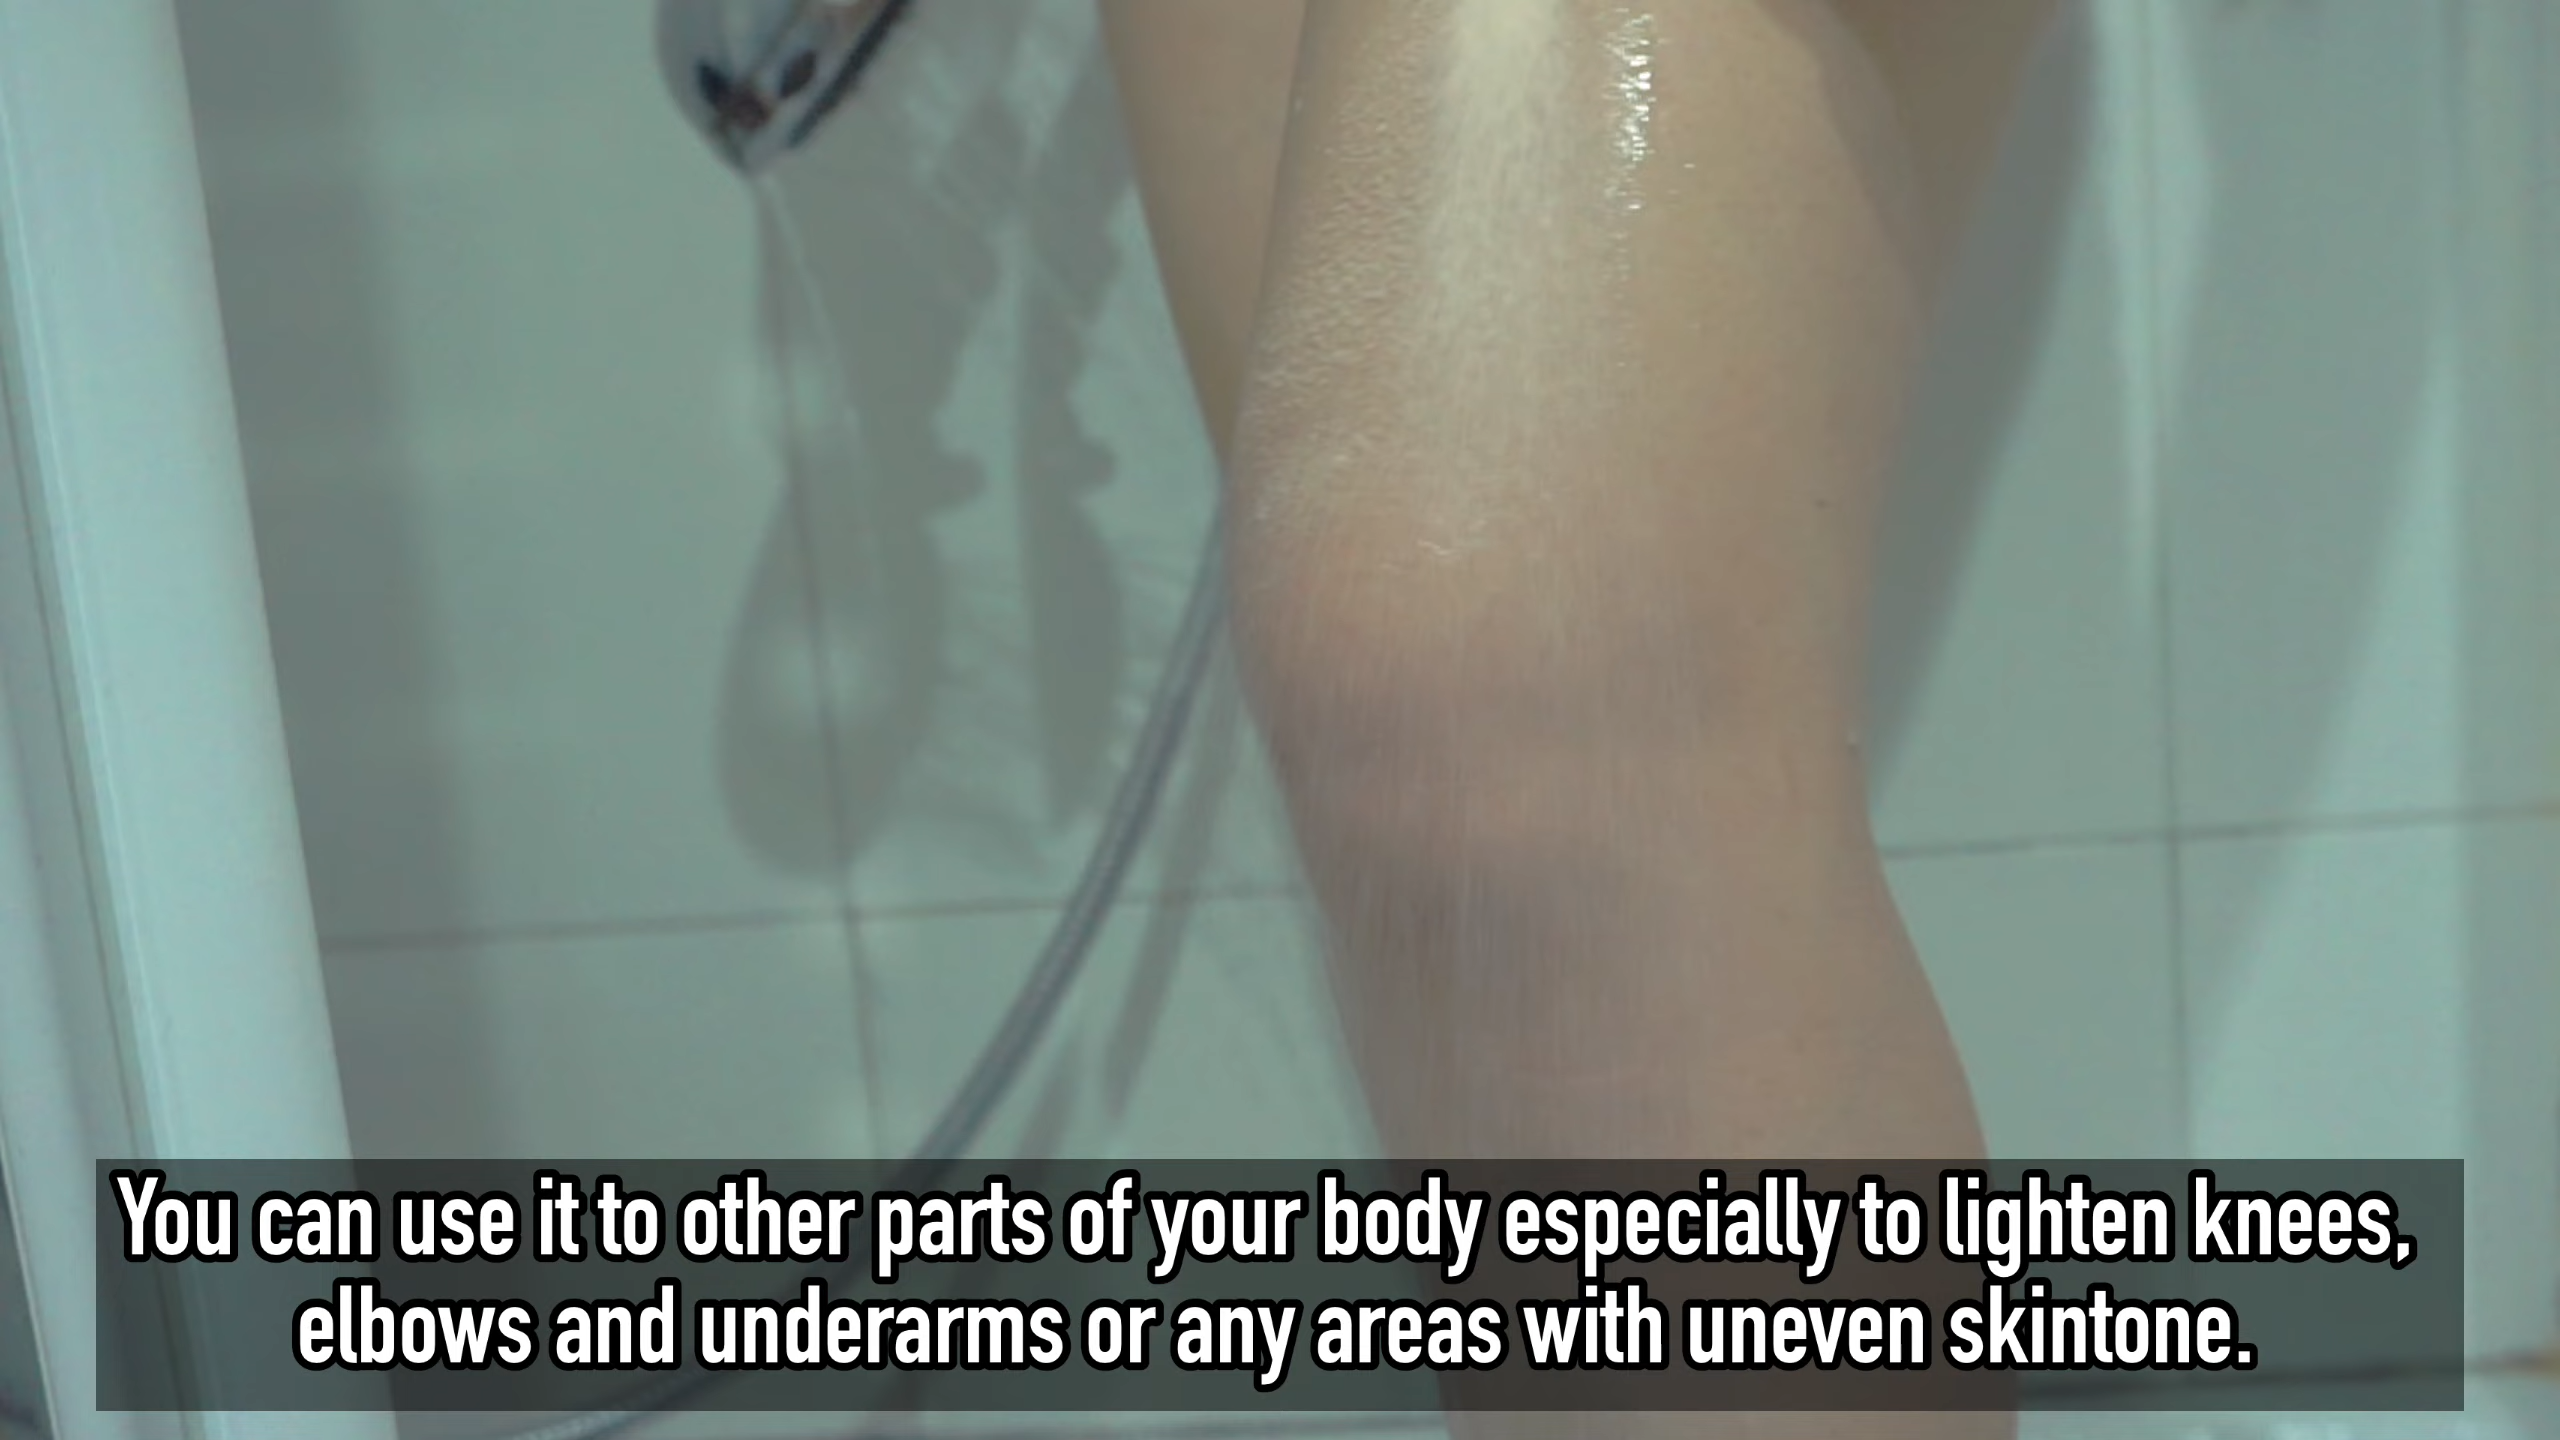 You can use it to other parts of your body especially to lighten knees,
elbows and underarms or any areas with uneven skintone.